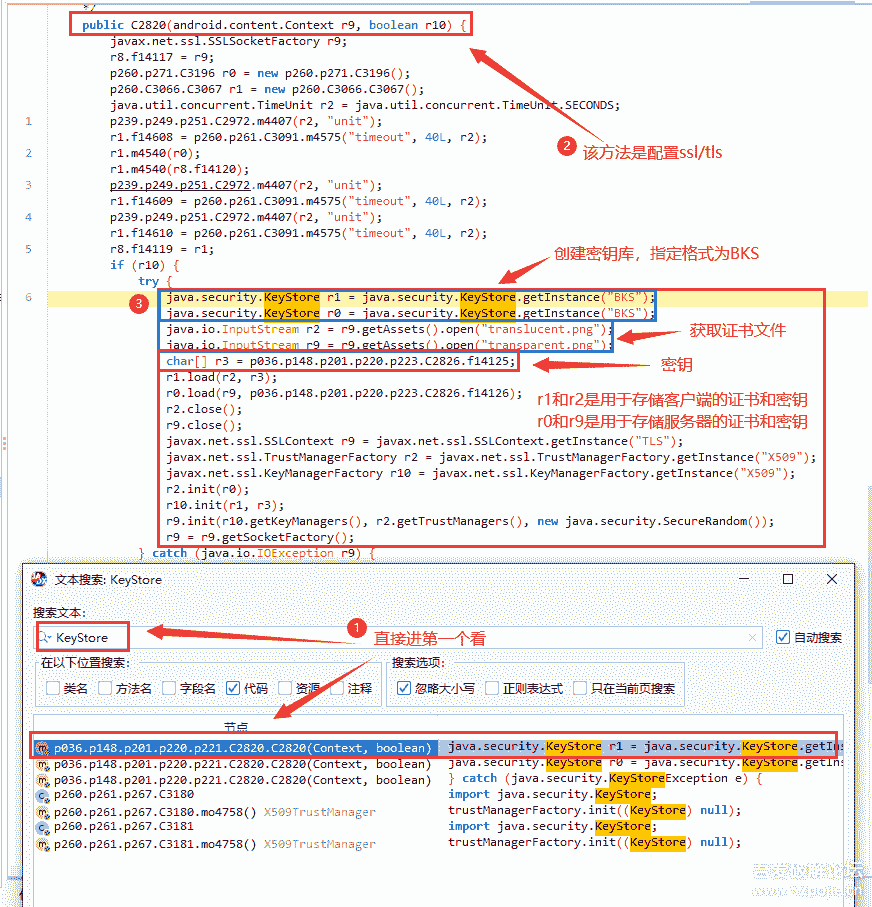 */
public C2820(android.content.Context r9, boolean r10) {
javax.net.ssl.SSLSocketFactory r9;
r8.f14117 = r9;
p260.p271.C3196 r0 = new p260.p271.C3196();
p260.C3066.C3067 r1 = new p260.C3066.C3067();
java.util.concurrent.TimeUnit r2 = java.util.concurrent.TimeUnit.SECONDS;
1 p239.p249.p251.C2972.m4407(r2, "unit");
r1.f14608 = p260.p261.C3091.m4575("timeout", 40L, r2);
2 r1.m4540(r0);
r1.m4540(r8.f14120);
2 该方法是配置ssl/tls
3 p239.p249.p251.C2972.m4407(r2, "unit");
r1.f14609 = p260.p261.C3091.m4575("timeout", 40L, r2);
4 p239.p249.p251.C2972.m4407(r2, "unit");
r1.f14610 = p260.p261.C3091.m4575("timeout", 40L, r2);
5 r8.f14119 = r1;
创建密钥库，指定格式为BKS
if (r10) {
try {
6 java.security.KeyStore r1 = java.security.KeyStore.getInstance("BKS");
3
java.security.KeyStore r0 = java.security.KeyStore.getInstance("BKS");
java.io.InputStream r2 = r9.getAssets().open("translucent.png");
获取证书文件
java.io.InputStream r9 = r9.getAssets().open("transparent.png");
char[] r3 = p036.p148.p201.p220.p223.C2826.f14125;
密钥
r1.load(r2, r3);
r0.load(r9, p036.p148.p201.p220.p223.C2826.f14126);
r1和r2是用于存储客户端的证书和密钥
r2.close();
r9.close();
r0和r9是用于存储服务器的证书和密钥
javax.net.ssl.SSLContext r9 = javax.net.ssl.SSLContext.getInstance("TLS");
javax.net.ssl.TrustManagerFactory r2 = javax.net.ssl.TrustManagerFactory.getInstance("X509");
javax.net.ssl.KeyManagerFactory r10 = javax.net.ssl.KeyManagerFactory.getInstance("X509");
r2.init(r0);
r10.init(r1, r3);
r9.init(r10.getKeyManagers(), r2.getTrustManagers(), new java.security.SecureRandom());
r9 = r9.getSocketFactory();
} catch (java.io.IOException r9) {
文本搜索: KeyStore
搜索文本:
KeyStore
1 直接进第一个看
自动搜索
在以下位置搜索:
搜索选项:
类名 方法名 字段名 代码 资源 注释
忽略大小写 正则表达式 只在当前页搜索
节点
p036.p148.p201.p220.p221.C2820.C2820(Context, boolean) java.security.KeyStore r1 = java.security.KeyStore.getIns
p036.p148.p201.p220.p221.C2820.C2820(Context, boolean) java.security.KeyStore r0 = java.security.KeyStore.getIns
p036.p148.p201.p220.p221.C2820.C2820(Context, boolean) } catch (java.security.KeyStoreException e) {
p260.p261.p267.C3180 import java.security.KeyStore;
p260.p261.p267.C3180.mo4758() X509TrustManager trustManagerFactory.init((KeyStore) null);
p260.p261.p267.C3181 import java.security.KeyStore;
p260.p261.p267.C3181.mo4758() X509TrustManager trustManagerFactory.init((KeyStore) null);